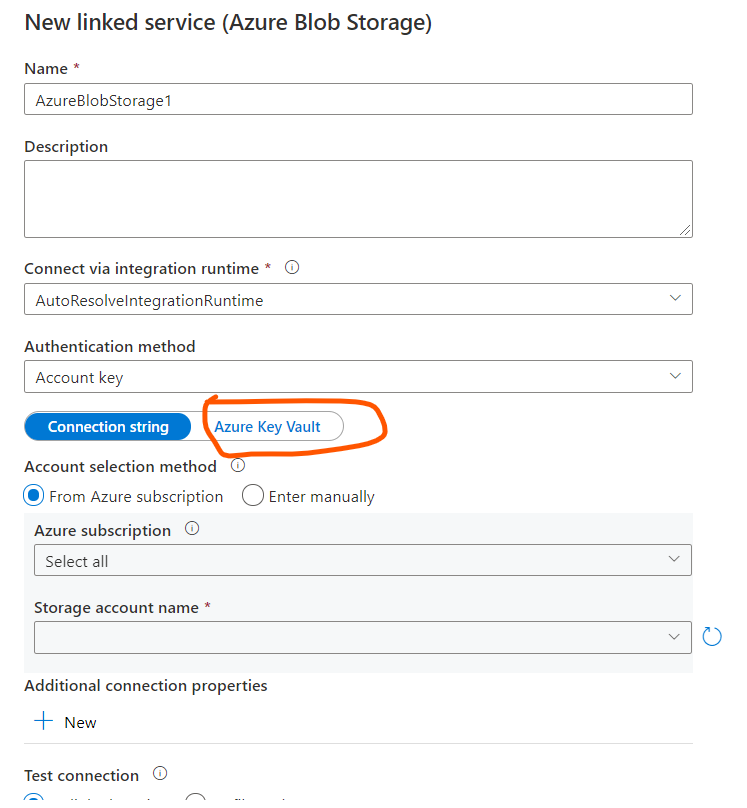 New linked service (Azure Blob Storage)
Name *
AzureBlobStorage1
Description
Connect via integration runtime *
AutoResolveIntegrationRuntime
Authentication method
Account key
Connection string Azure Key Vault
Account selection method
From Azure subscription Enter manually
Azure subscription
Select all
Storage account name *
Additional connection properties
New
Test connection